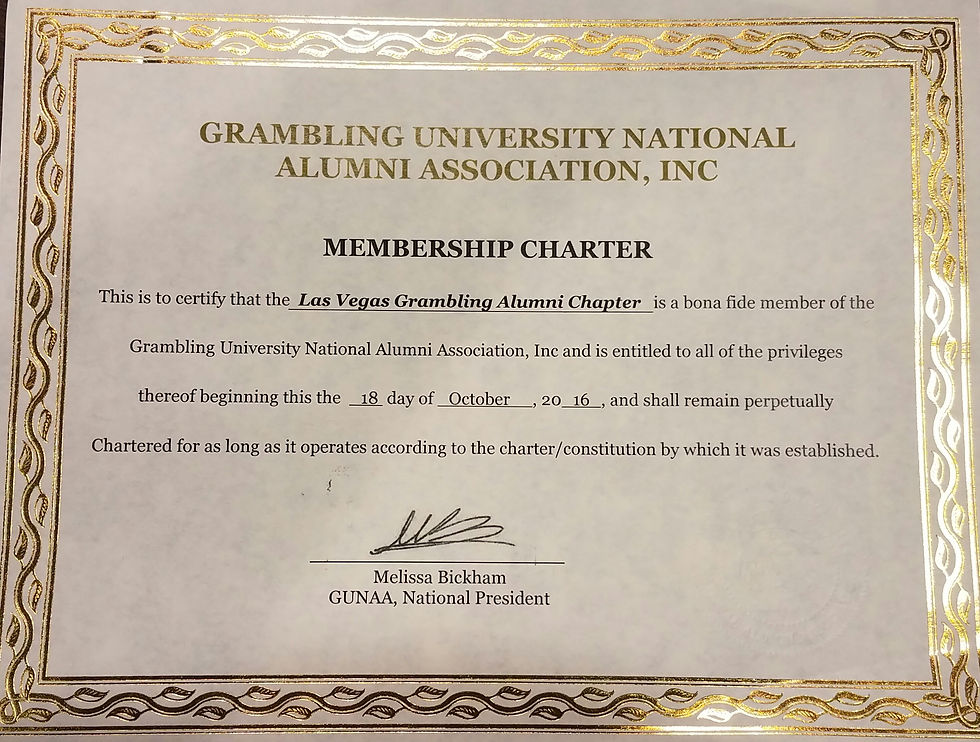 GRAMBLING UNIVERSITY NATIONAL
ALUMNI ASSOCIATION, INC
MEMBERSHIP CHARTER
This is to certify that the Las Vegas Grambling Alumni Chapter is a bona fide member of the
Grambling University National Alumni Association, Inc and is entitled to all of the privileges
thereof beginning this the 18 day of October, 20 16, and shall remain perpetually
Chartered for as long as it operates according to the charter/constitution by which it was established.
Melissa Bickham
GUNAA, National President